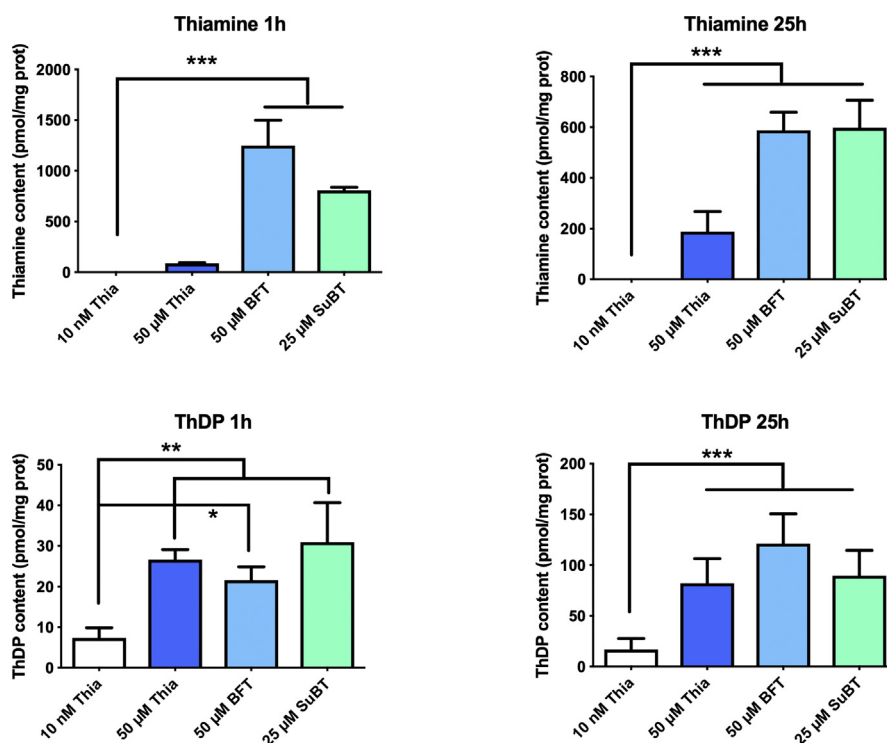 Thiamine 1h
Thiamine content (pmol/mg prot)
2000
1500
1000
500
0
***
10 nM Thia
50 µM Thia
50 µM BFT
25 µM SuBT
Thiamine 25h
Thiamine content (pmol/mg prot)
800
600
400
200
0
***
10 nM Thia
50 µM Thia
50 µM BFT
25 µM SuBT
ThDP 1h
ThDP content (pmol/mg prot)
50
40
30
20
10
0
**
*
10 nM Thia
50 µM Thia
50 µM BFT
25 µM SuBT
ThDP 25h
ThDP content (pmol/mg prot)
200
150
100
50
0
***
10 nM Thia
50 µM Thia
50 µM BFT
25 µM SuBT